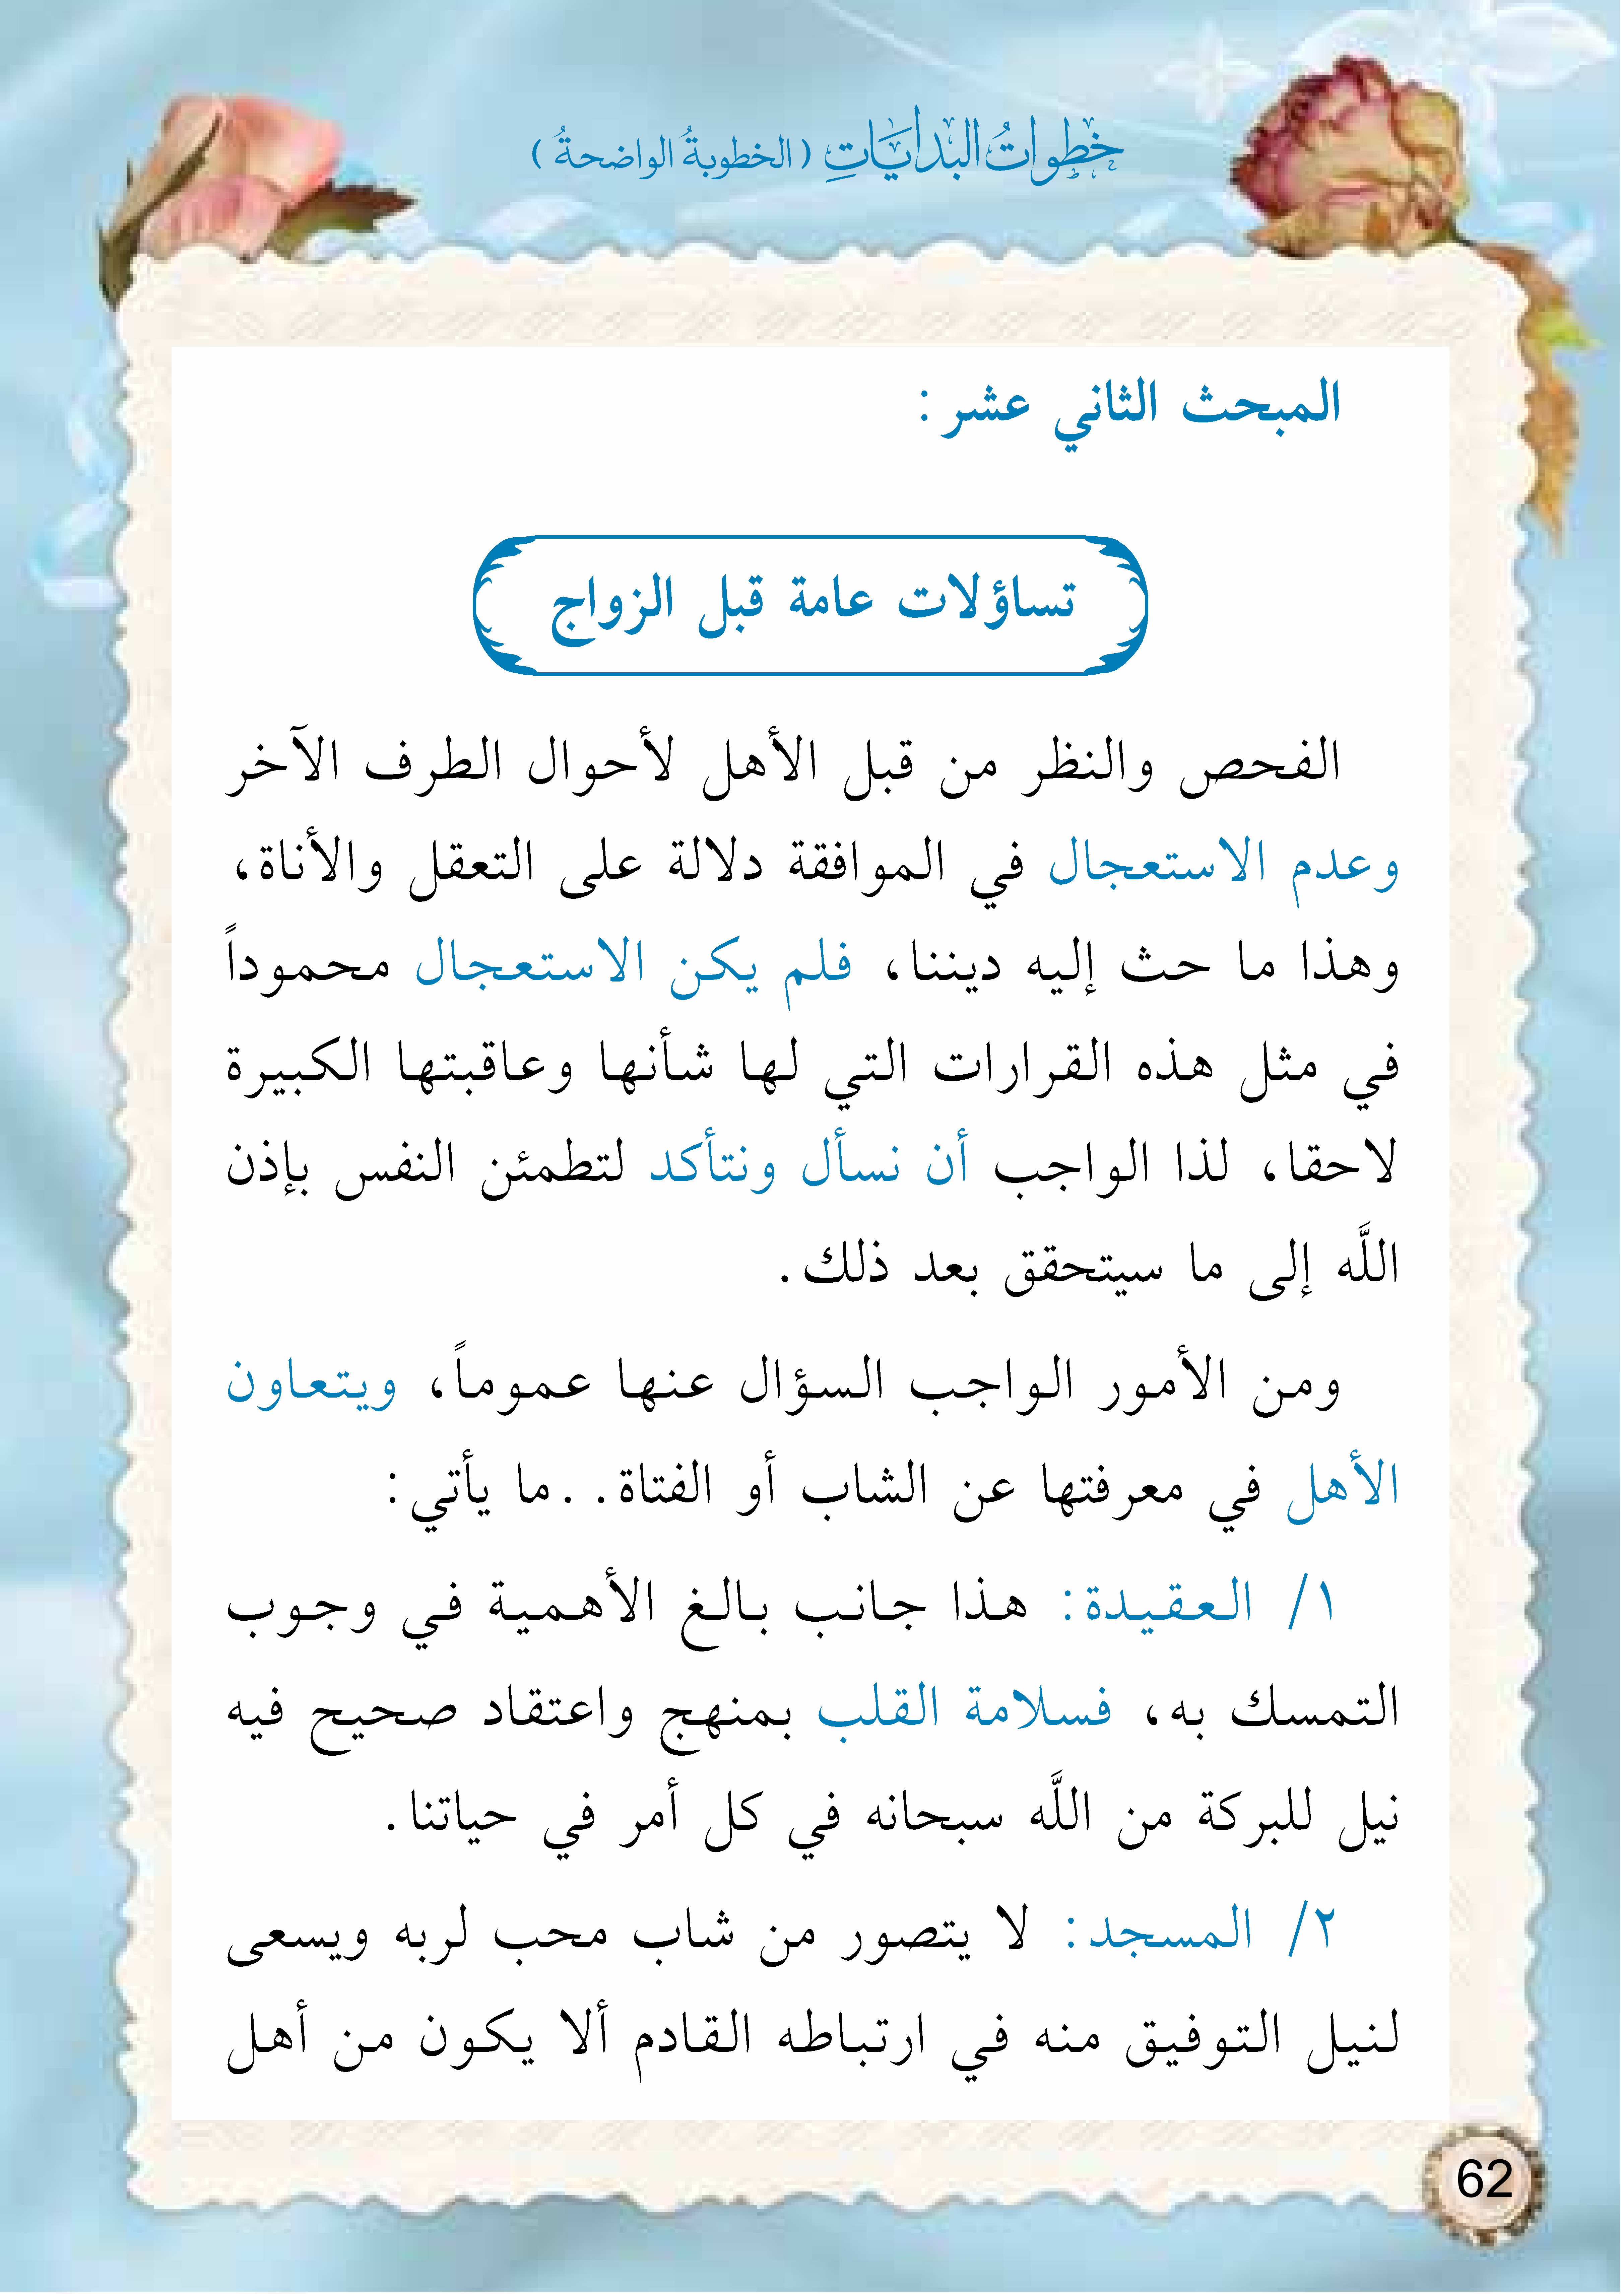 خطوات البدايات ( الخطوبةُ الواضحةُ )
المبحث الثاني عشر :
تساؤلات عامة قبل الزواج
الفحص والنظر من قبل الأهل لأحوال الطرف الآخر
وعدم الاستعجال في الموافقة دلالة على التعقل والأناة،
وهذا ما حث إليه ديننا، فلم يكن الاستعجال محموداً
في مثل هذه القرارات التي لها شأنها وعاقبتها الكبيرة
لاحقا، لذا الواجب أن نسأل ونتأكد لتطمئن النفس بإذن
اللَّه إلى ما سيتحقق بعد ذلك.
ومن الأمور الواجب السؤال عنها عموماً، ويتعاون
الأهل في معرفتها عن الشاب أو الفتاة. .ما يأتي :
١/ العقيدة: هذا جانب بالغ الأهمية في وجوب
التمسك به، فسلامة القلب بمنهج واعتقاد صحيح فيه
نيل للبركة من اللَّه سبحانه في كل أمر في حياتنا.
٢/ المسجد: لا يتصور من شاب محب لربه ويسعى
لنيل التوفيق منه في ارتباطه القادم ألا يكون من أهل
62